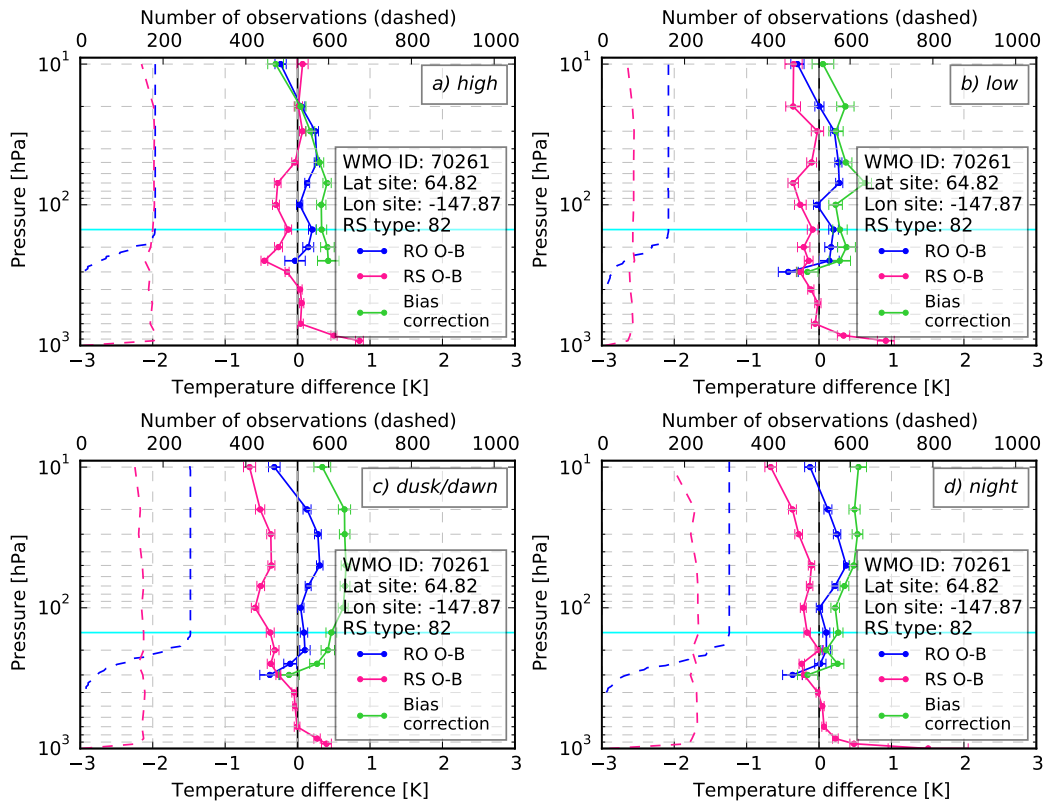 Number of observations (dashed)
0 200 400 600 800 1000
10¹
10²
10³
Pressure [hPa]
a) high
WMO ID: 70261
Lat site: 64.82
Lon site: -147.87
RS type: 82
RO O-B
RS O-B
Bias
correction
−3 −2 −1 0 1 2 3
Temperature difference [K]
Number of observations (dashed)
0 200 400 600 800 1000
10¹
10²
10³
Pressure [hPa]
b) low
WMO ID: 70261
Lat site: 64.82
Lon site: -147.87
RS type: 82
RO O-B
RS O-B
Bias
correction
−3 −2 −1 0 1 2 3
Temperature difference [K]
Number of observations (dashed)
0 200 400 600 800 1000
10¹
10²
10³
Pressure [hPa]
c) dusk/dawn
WMO ID: 70261
Lat site: 64.82
Lon site: -147.87
RS type: 82
RO O-B
RS O-B
Bias
correction
−3 −2 −1 0 1 2 3
Temperature difference [K]
Number of observations (dashed)
0 200 400 600 800 1000
10¹
10²
10³
Pressure [hPa]
d) night
WMO ID: 70261
Lat site: 64.82
Lon site: -147.87
RS type: 82
RO O-B
RS O-B
Bias
correction
−3 −2 −1 0 1 2 3
Temperature difference [K]